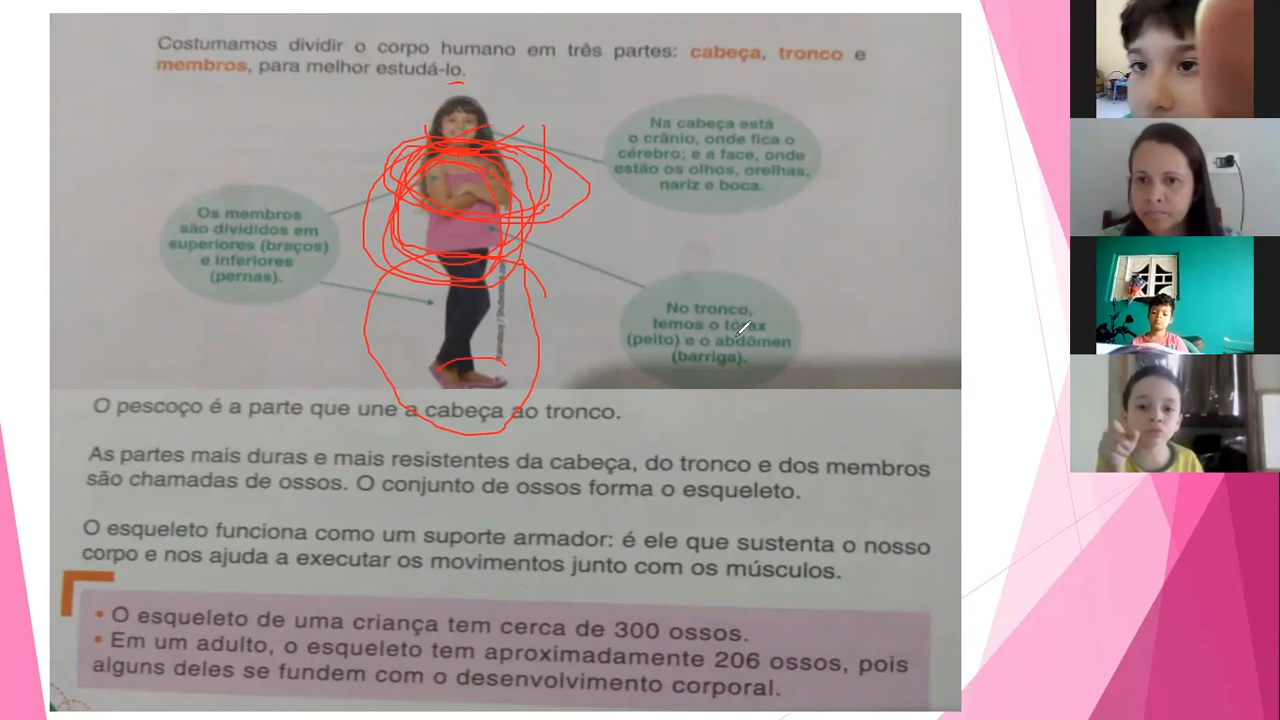 Costumamos dividir o corpo humano em três partes: cabeça, tronco e
membros, para melhor estudá-lo.
Na cabeça está
o crânio, onde fica o
cérebro; e a face, onde
estão os olhos, orelhas,
nariz e boca.
Os membros
são divididos em
superiores (braços)
e inferiores
(pernas).
No tronco,
temos o tórax
(peito) e o abdômen
(barriga).
O pescoço é a parte que une a cabeça ao tronco.
As partes mais duras e mais resistentes da cabeça, do tronco e dos membros
são chamadas de ossos. O conjunto de ossos forma o esqueleto.
O esqueleto funciona como um suporte armador: é ele que sustenta o nosso
corpo e nos ajuda a executar os movimentos junto com os músculos.
• O esqueleto de uma criança tem cerca de 300 ossos.
• Em um adulto, o esqueleto tem aproximadamente 206 ossos, pois
alguns deles se fundem com o desenvolvimento corporal.